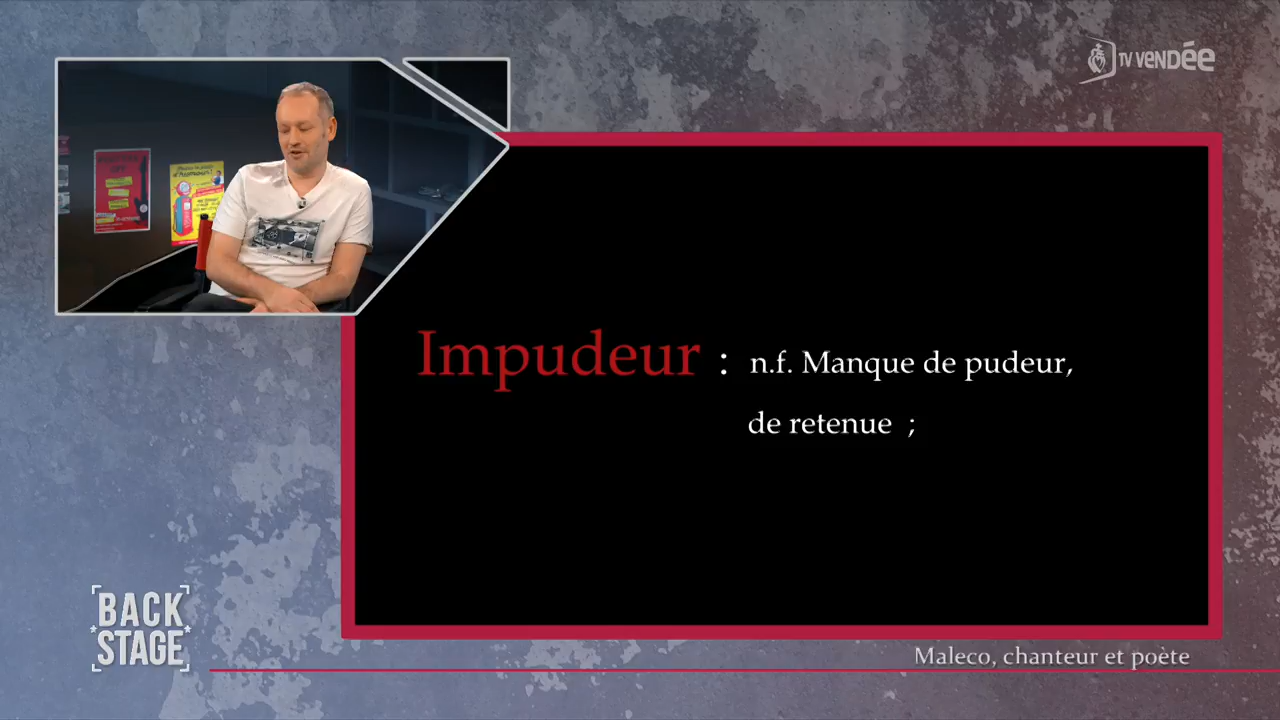 TV VENDÉE
Impudeur : n.f. Manque de pudeur,
de retenue ;
BACK
STAGE
Maleco, chanteur et poète